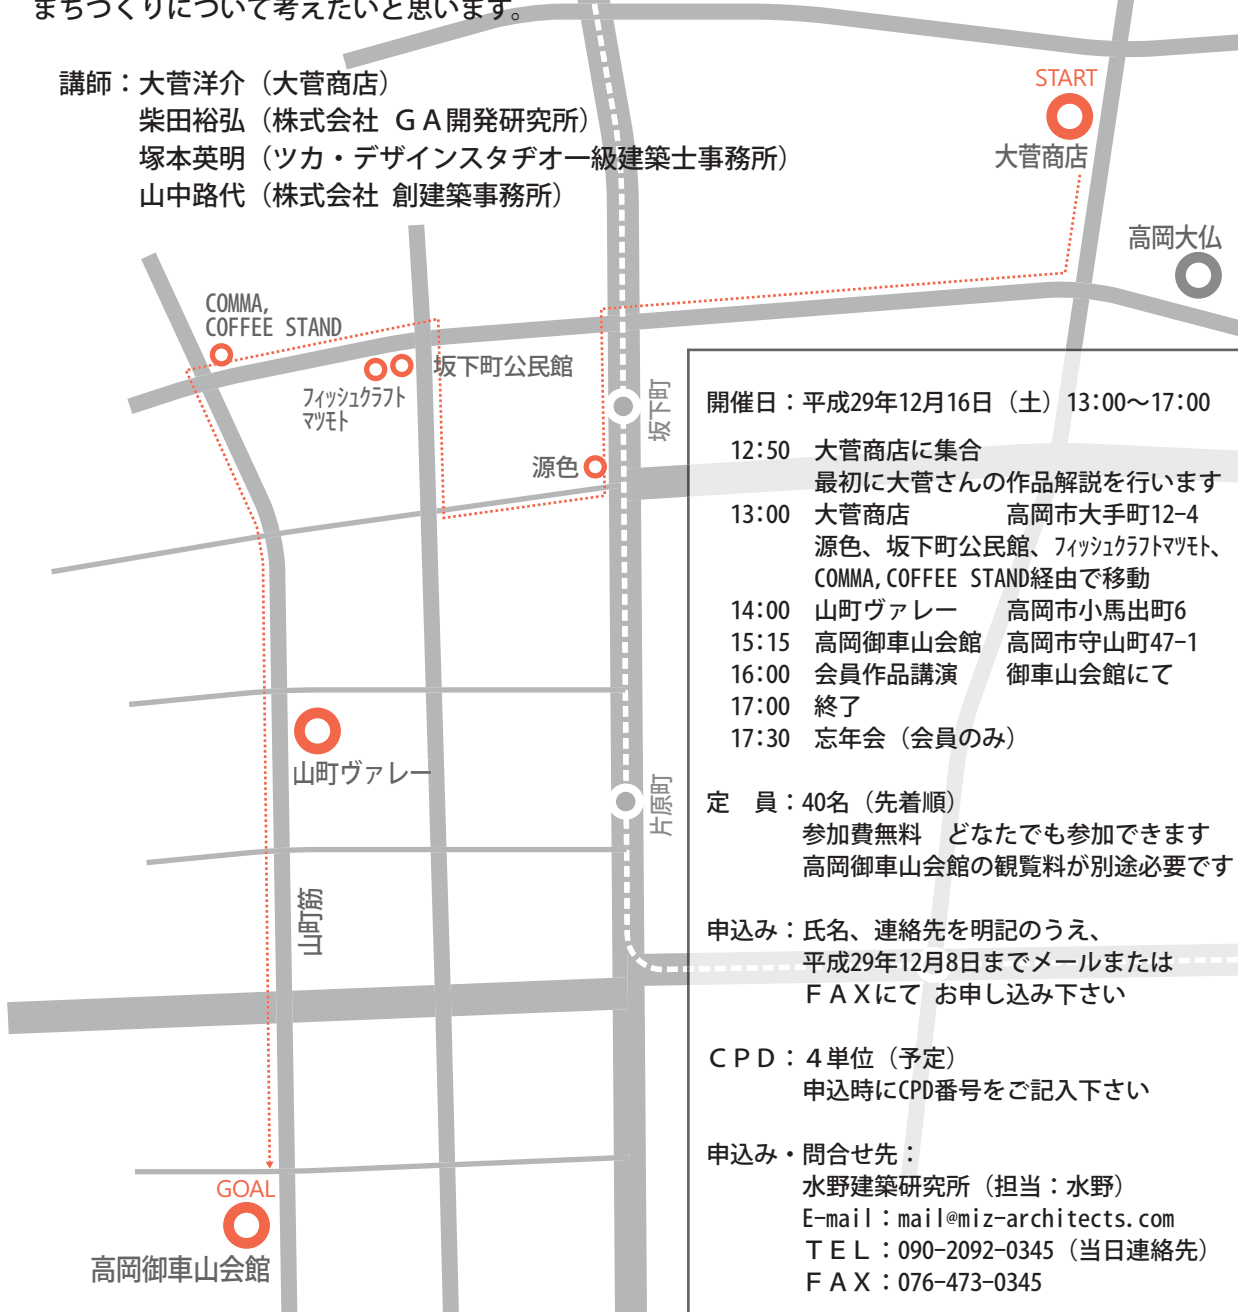 まちづくりについて考えたいと思います。
講師：大菅洋介（大菅商店）
柴田裕弘（株式会社 ＧＡ開発研究所）
塚本英明（ツカ・デザインスタヂオ一級建築士事務所）
山中路代（株式会社 創建築事務所）
START
大菅商店
高岡大仏
COMMA,
COFFEE STAND
坂下町公民館
フィッシュクラフト
マツモト
源色
坂下町
山町ヴァレー
片原町
山町筋
GOAL
高岡御車山会館
開催日：平成29年12月16日（土）13:00～17:00
12:50 大菅商店に集合
最初に大菅さんの作品解説を行います
13:00 大菅商店 高岡市大手町12-4
源色、坂下町公民館、フィッシュクラフトマツモト、
COMMA,COFFEE STAND経由で移動
14:00 山町ヴァレー 高岡市小馬出町6
15:15 高岡御車山会館 高岡市守山町47-1
16:00 会員作品講演 御車山会館にて
17:00 終了
17:30 忘年会（会員のみ）
定　員：40名（先着順）
参加費無料　どなたでも参加できます
高岡御車山会館の観覧料が別途必要です
申込み：氏名、連絡先を明記のうえ、
平成29年12月8日までメールまたは
ＦＡＸにて お申し込み下さい
ＣＰＤ：４単位（予定）
申込時にCPD番号をご記入下さい
申込み・問合せ先：
水野建築研究所（担当：水野）
E-mail：mail@miz-architects.com
ＴＥＬ：090-2092-0345（当日連絡先）
ＦＡＸ：076-473-0345